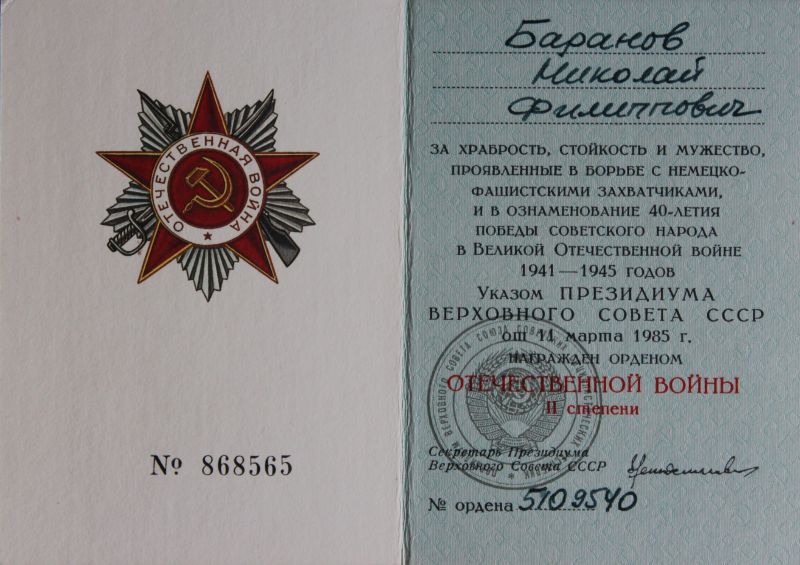 ОТЕЧЕСТВЕННАЯ ВОЙНА
№ 868565
Баранов
Николай
Филиппович
ЗА ХРАБРОСТЬ, СТОЙКОСТЬ И МУЖЕСТВО,
ПРОЯВЛЕННЫЕ В БОРЬБЕ С НЕМЕЦКО-
ФАШИСТСКИМИ ЗАХВАТЧИКАМИ,
И В ОЗНАМЕНОВАНИЕ 40-ЛЕТИЯ
ПОБЕДЫ СОВЕТСКОГО НАРОДА
В ВЕЛИКОЙ ОТЕЧЕСТВЕННОЙ ВОЙНЕ
1941—1945 ГОДОВ
УКАЗОМ ПРЕЗИДИУМА
ВЕРХОВНОГО СОВЕТА СССР
от 11 марта 1985 г.
НАГРАЖДЕН ОРДЕНОМ
ОТЕЧЕСТВЕННОЙ ВОЙНЫ
II степени
Секретарь Президиума
Верховного Совета СССР
№ ордена 5109540